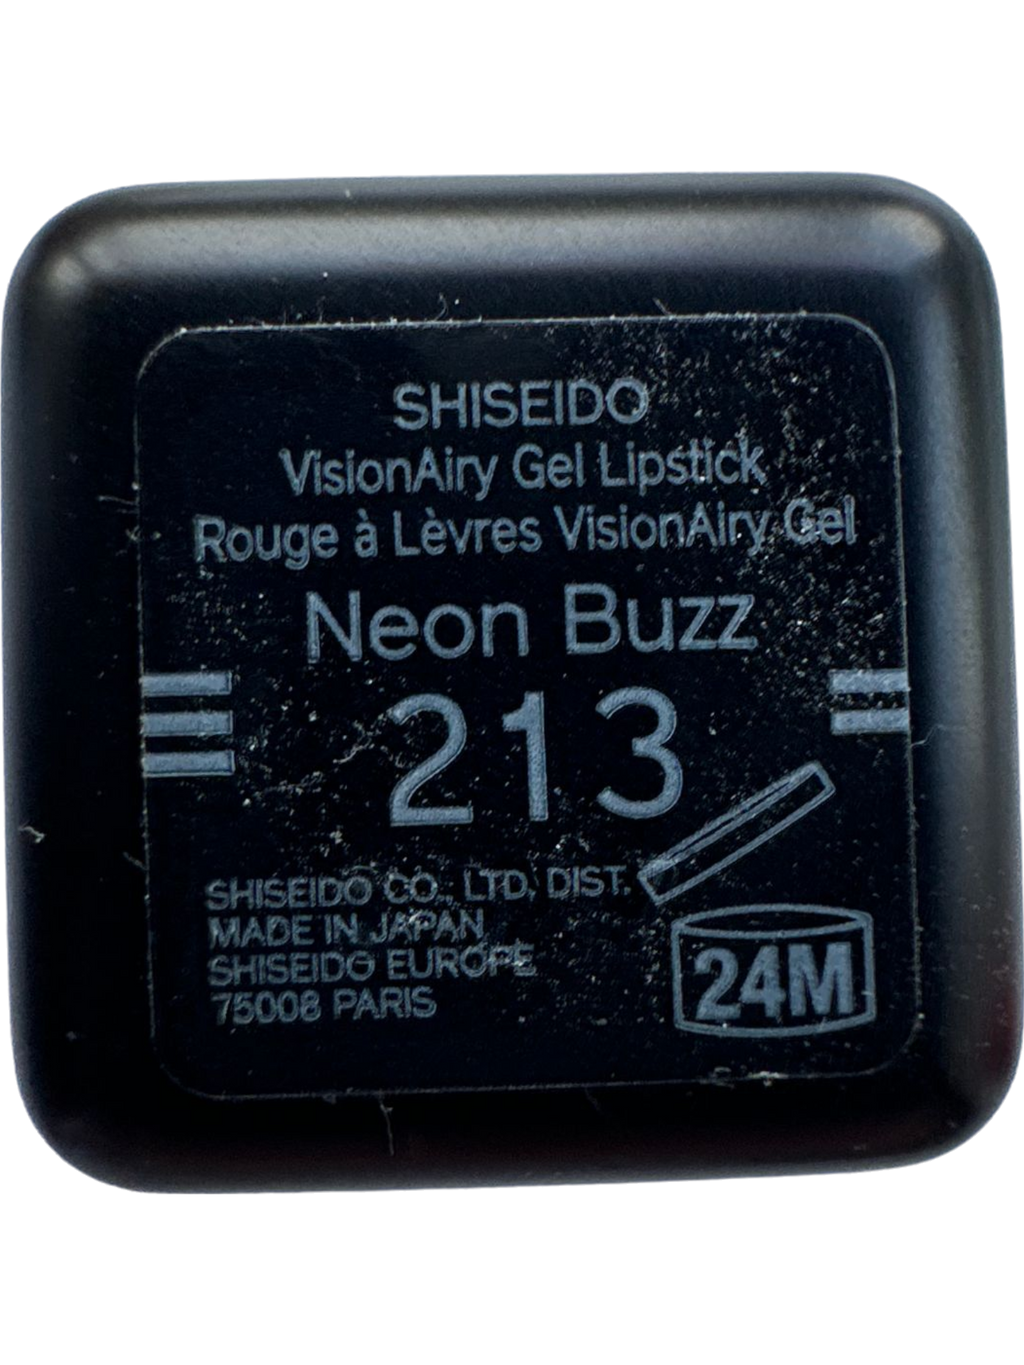 SHISEIDO
VisionAiry Gel Lipstick
Rouge à Lèvres VisionAiry Gel
Neon Buzz
213
SHISEIDO CO., LTD. DIST.
MADE IN JAPAN
SHISEIDO EUROPE
75008 PARIS
24M